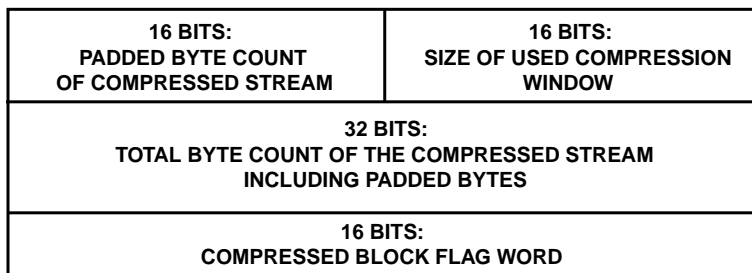 16 BITS:
PADDED BYTE COUNT
OF COMPRESSED STREAM
16 BITS:
SIZE OF USED COMPRESSION
WINDOW
32 BITS:
TOTAL BYTE COUNT OF THE COMPRESSED STREAM
INCLUDING PADDED BYTES
16 BITS:
COMPRESSED BLOCK FLAG WORD